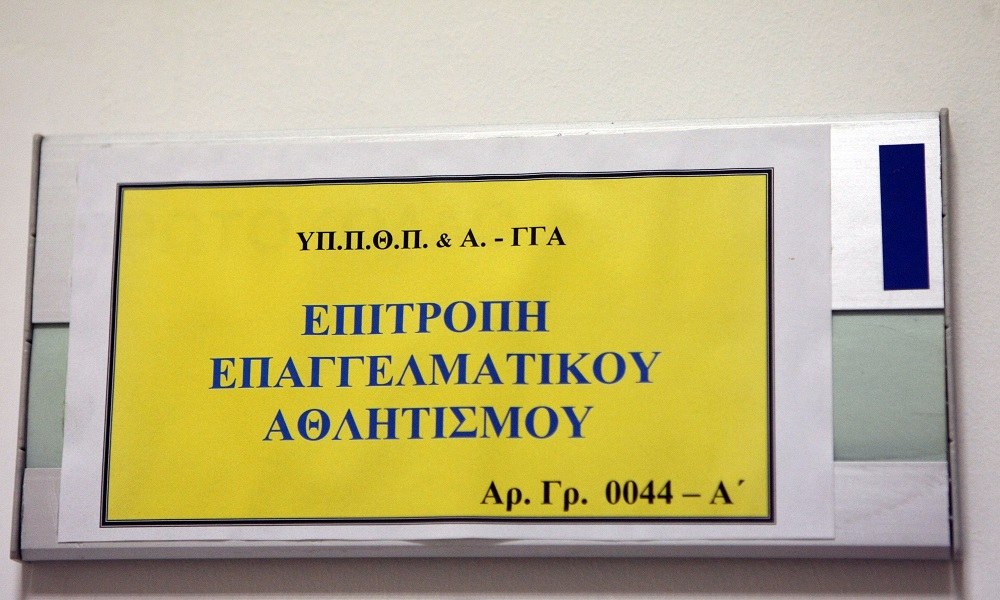 ΥΠ.Π.Θ.Π. & Α. - ΓΓΑ
ΕΠΙΤΡΟΠΗ
ΕΠΑΓΓΕΛΜΑΤΙΚΟΥ
ΑΘΛΗΤΙΣΜΟΥ
Αρ. Γρ. 0044 – Α΄